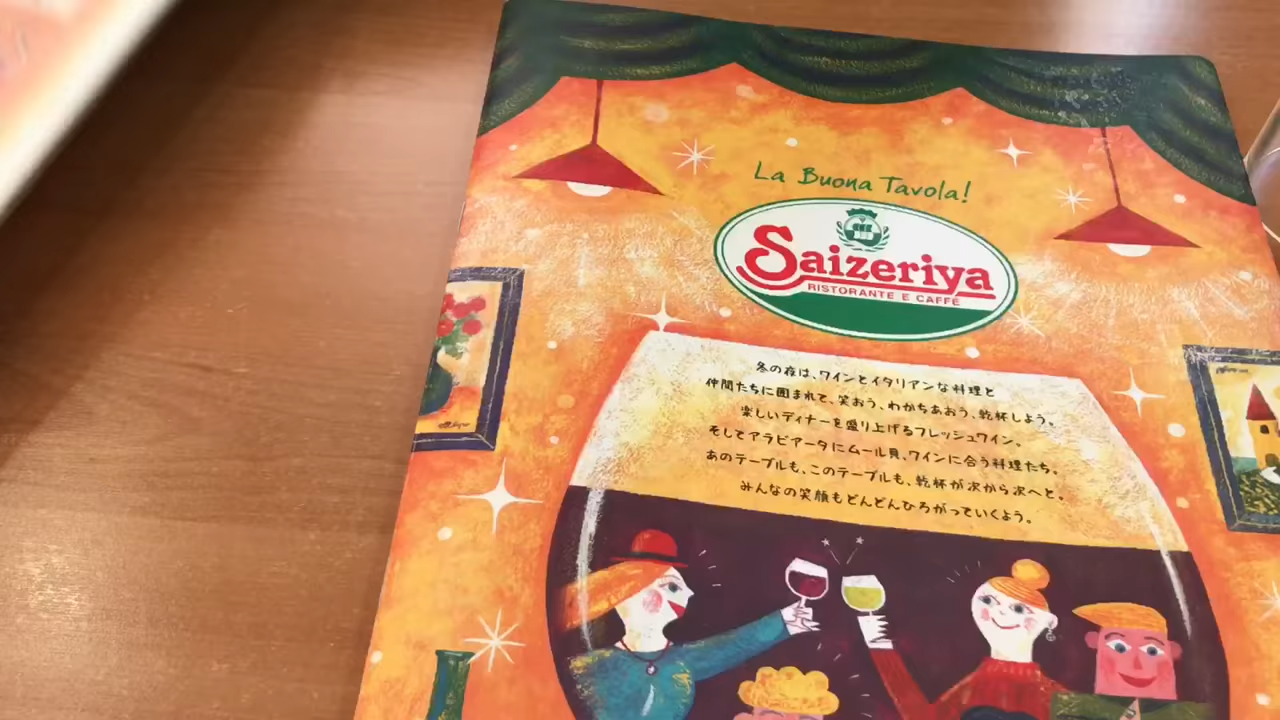 La Buona Tavola!
Saizeriya
RISTORANTE E CAFFÉ
冬の夜は、ワインとイタリアンな料理と
仲間たちに囲まれて、笑おう、わかちあおう、乾杯しよう。
楽しいディナーを盛り上げるフレッシュワイン。
そしてアラビアータにムール貝、ワインに合う料理たち。
あのテーブルも、このテーブルも、乾杯が次から次へと。
みんなの笑顔もどんどんひろがっていくよう。